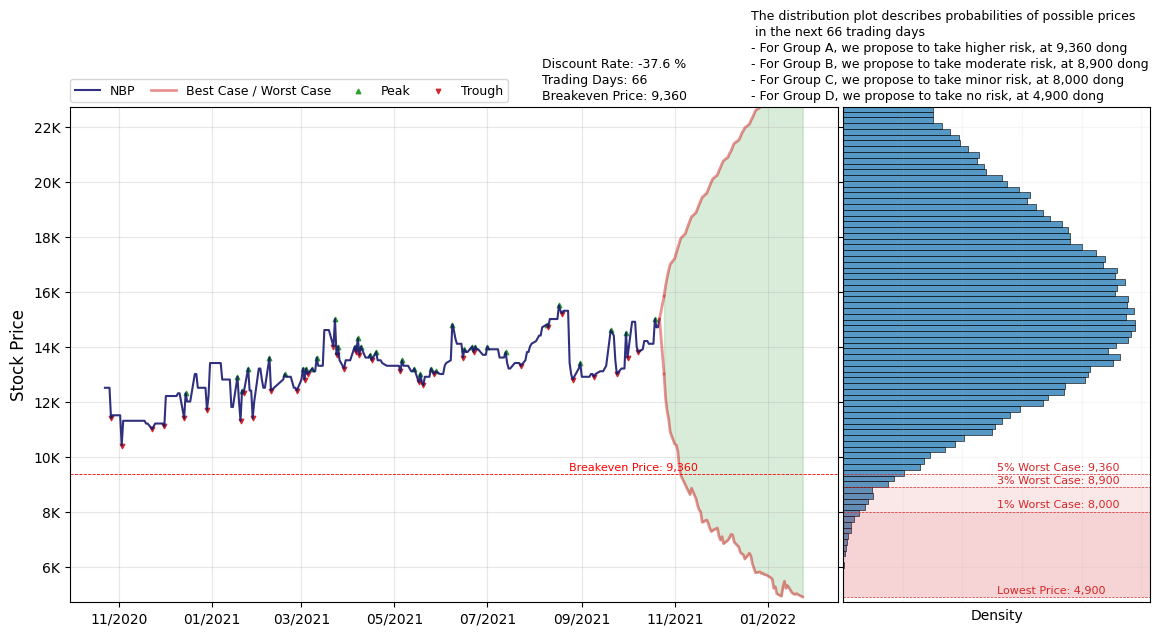 The distribution plot describes probabilities of possible prices
in the next 66 trading days
- For Group A, we propose to take higher risk, at 9,360 dong
- For Group B, we propose to take moderate risk, at 8,900 dong
- For Group C, we propose to take minor risk, at 8,000 dong
- For Group D, we propose to take no risk, at 4,900 dong
Discount Rate: -37.6 %
Trading Days: 66
Breakeven Price: 9,360
NBP
Best Case / Worst Case
Peak
Trough
Stock Price
22K
20K
18K
16K
14K
12K
10K
8K
6K
Breakeven Price: 9,360
5% Worst Case: 9,360
3% Worst Case: 8,900
1% Worst Case: 8,000
Lowest Price: 4,900
11/2020
01/2021
03/2021
05/2021
07/2021
09/2021
11/2021
01/2022
Density